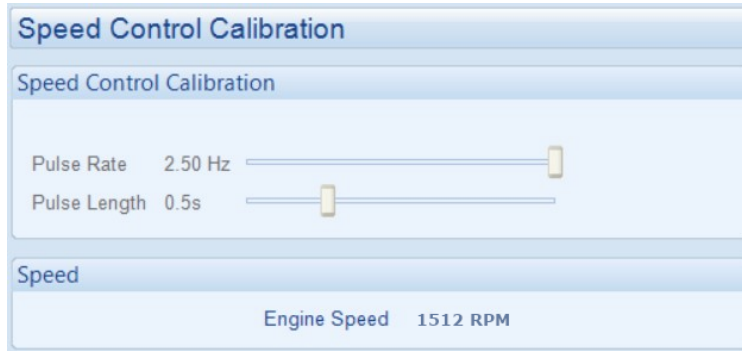 Speed Control Calibration
Speed Control Calibration
Pulse Rate 2.50 Hz
Pulse Length 0.5s
Speed
Engine Speed 1512 RPM